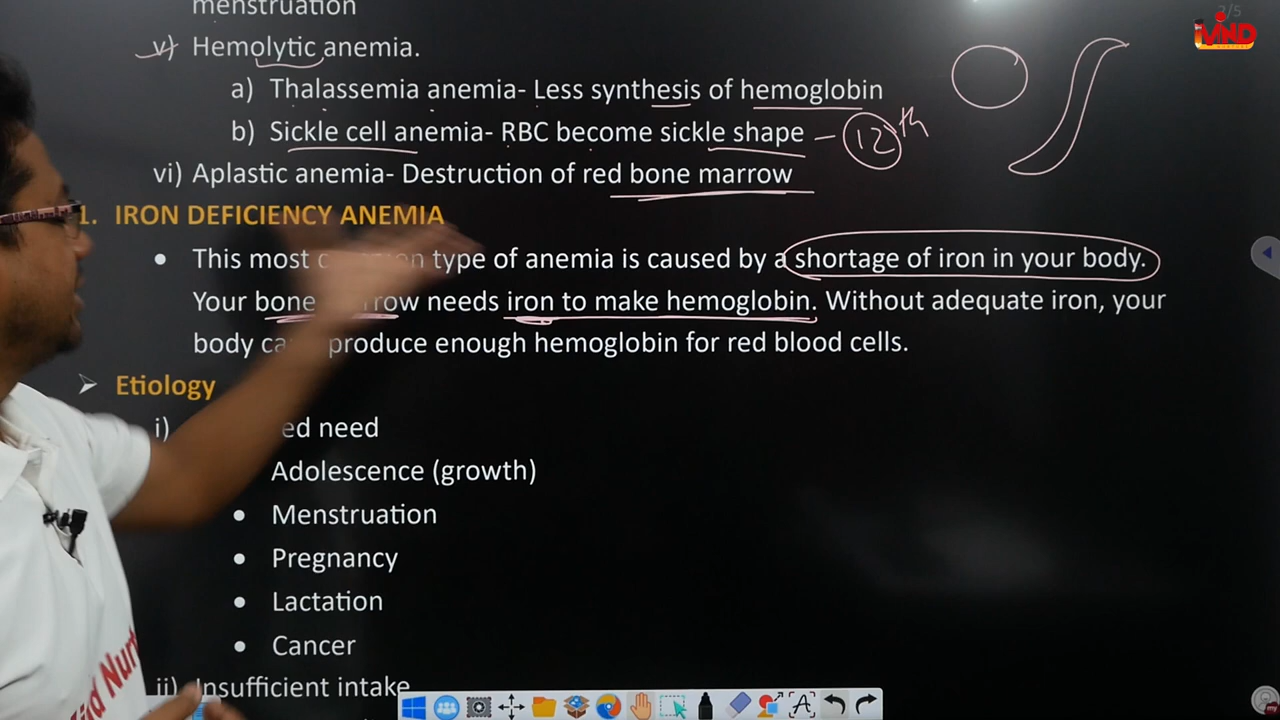 menstruation
2/5
MIND
v) Hemolytic anemia.
a) Thalassemia anemia- Less synthesis of hemoglobin
b) Sickle cell anemia- RBC become sickle shape – 12th
vi) Aplastic anemia- Destruction of red bone marrow
1. IRON DEFICIENCY ANEMIA
• This most type of anemia is caused by a shortage of iron in your body.
Your bone needs iron to make hemoglobin. Without adequate iron, your
body produce enough hemoglobin for red blood cells.
➢ Etiology
i) need
Adolescence (growth)
• Menstruation
• Pregnancy
• Lactation
• Cancer
ii) Insufficient intake